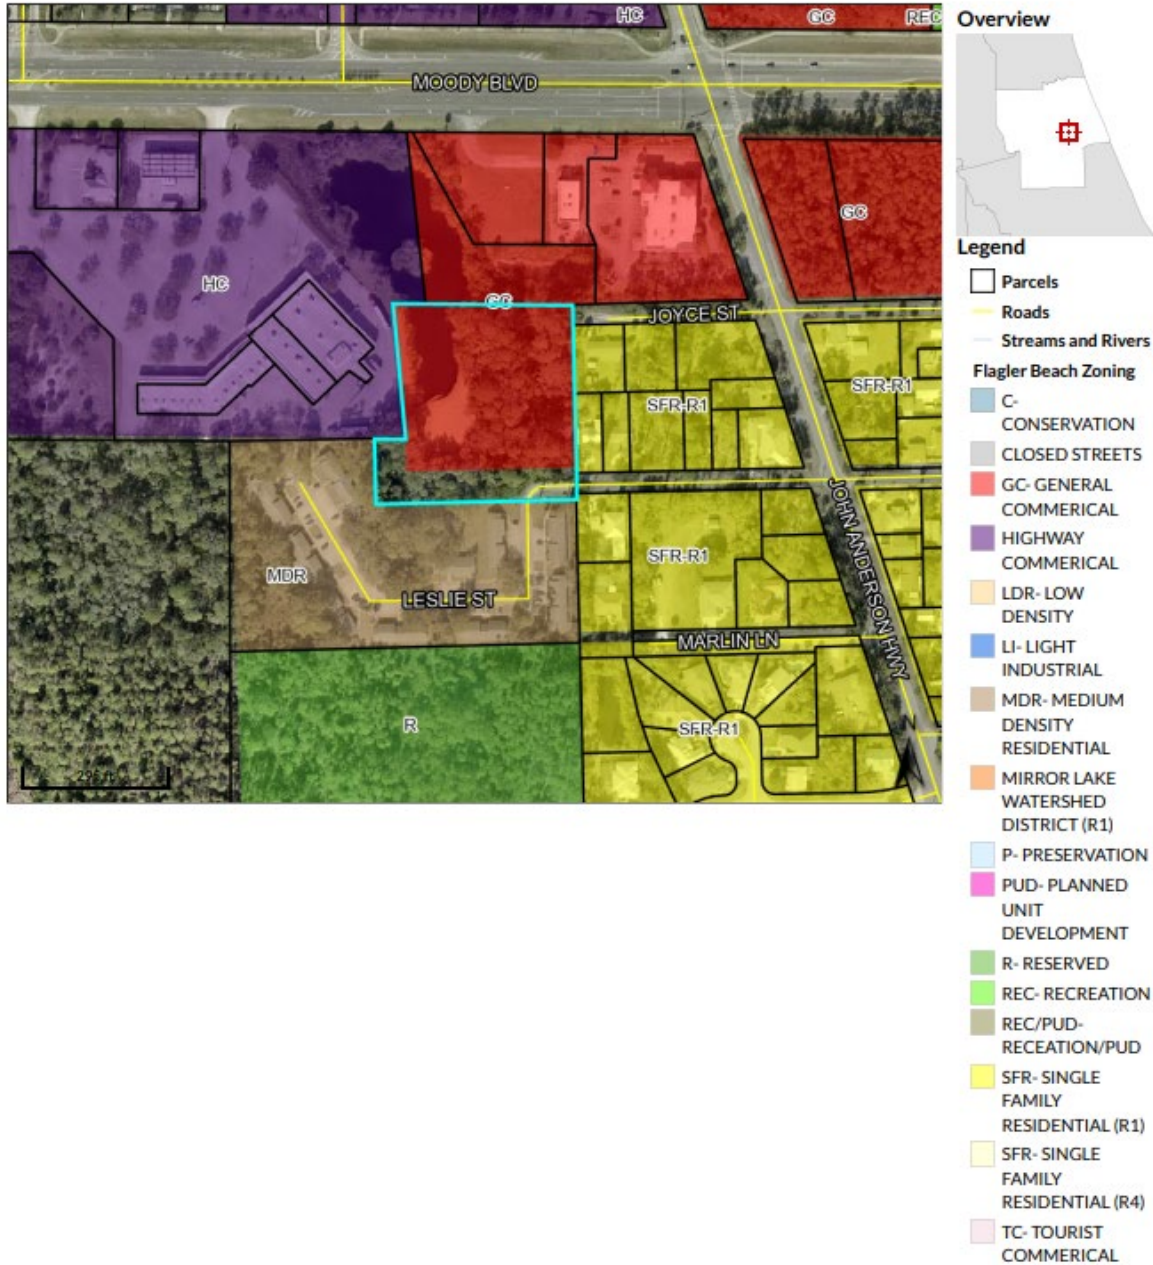 HC
GC
REC
MOODY BLVD
GC
HC
GC
JOYCE ST
SFR-R1
SFR-R1
JOHN ANDERSON HWY
SFR-R1
MDR
LESLIE ST
MARLIN LN
R
SFR-R1
Overview
Legend
Parcels
Roads
Streams and Rivers
Flagler Beach Zoning
C-
CONSERVATION
CLOSED STREETS
GC- GENERAL
COMMERICAL
HIGHWAY
COMMERICAL
LDR- LOW
DENSITY
LI- LIGHT
INDUSTRIAL
MDR- MEDIUM
DENSITY
RESIDENTIAL
MIRROR LAKE
WATERSHED
DISTRICT (R1)
P- PRESERVATION
PUD- PLANNED
UNIT
DEVELOPMENT
R- RESERVED
REC- RECREATION
REC/PUD-
RECEATION/PUD
SFR- SINGLE
FAMILY
RESIDENTIAL (R1)
SFR- SINGLE
FAMILY
RESIDENTIAL (R4)
TC- TOURIST
COMMERICAL